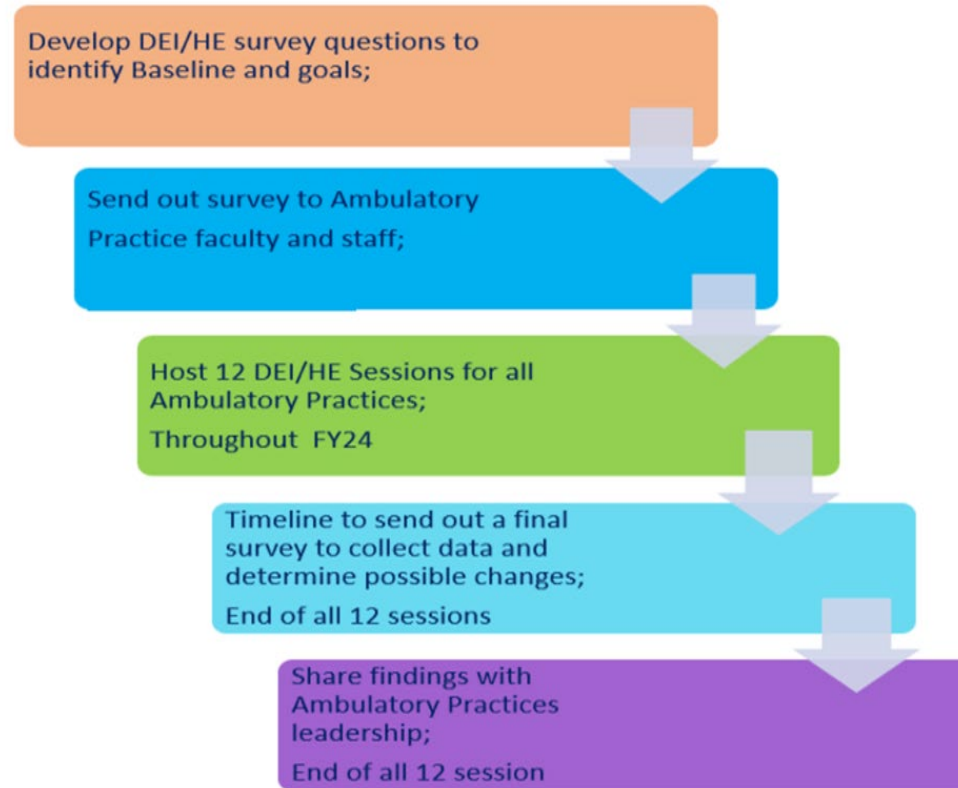 Develop DEI/HE survey questions to
identify Baseline and goals;
Send out survey to Ambulatory
Practice faculty and staff;
Host 12 DEI/HE Sessions for all
Ambulatory Practices;
Throughout FY24
Timeline to send out a final
survey to collect data and
determine possible changes;
End of all 12 sessions
Share findings with
Ambulatory Practices
leadership;
End of all 12 session